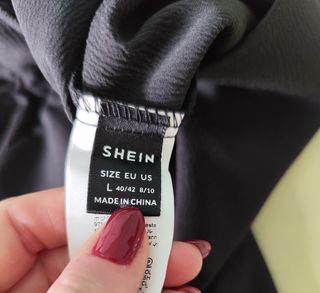 SHEIN
SIZE EU US
L 40/42 8/10
MADE IN CHINA